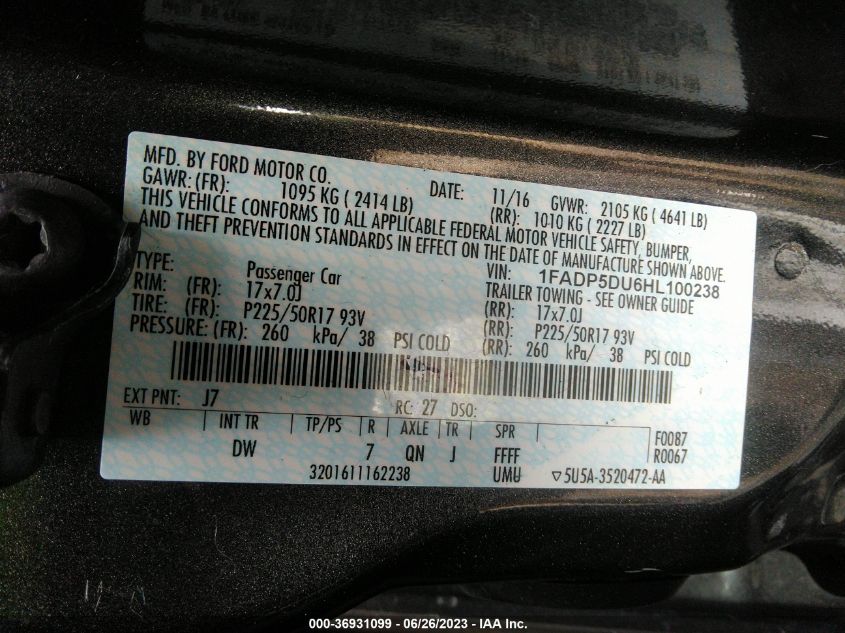 MFD. BY FORD MOTOR CO. DATE: 11/16 GVWR: 2105 KG ( 4641 LB)
GAWR: (FR): 1095 KG ( 2414 LB) (RR): 1010 KG ( 2227 LB)
THIS VEHICLE CONFORMS TO ALL APPLICABLE FEDERAL MOTOR VEHICLE SAFETY, BUMPER,
AND THEFT PREVENTION STANDARDS IN EFFECT ON THE DATE OF MANUFACTURE SHOWN ABOVE.
VIN: 1FADP5DU6HL100238
TYPE: Passenger Car TRAILER TOWING - SEE OWNER GUIDE
RIM: (FR): 17x7.0J (RR): 17x7.0J
TIRE: (FR): P225/50R17 93V (RR): P225/50R17 93V
PRESSURE: (FR): 260 kPa/ 38 PSI COLD (RR): 260 kPa/ 38 PSI COLD
EXT PNT: J7 RC: 27 DSO:
WB INT TR TP/PS R AXLE TR SPR F0087
DW 7 QN J FFFF R0067
3201611162238 UMU ▽5U5A-3520472-AA
000-36931099 - 06/26/2023 - IAA Inc.